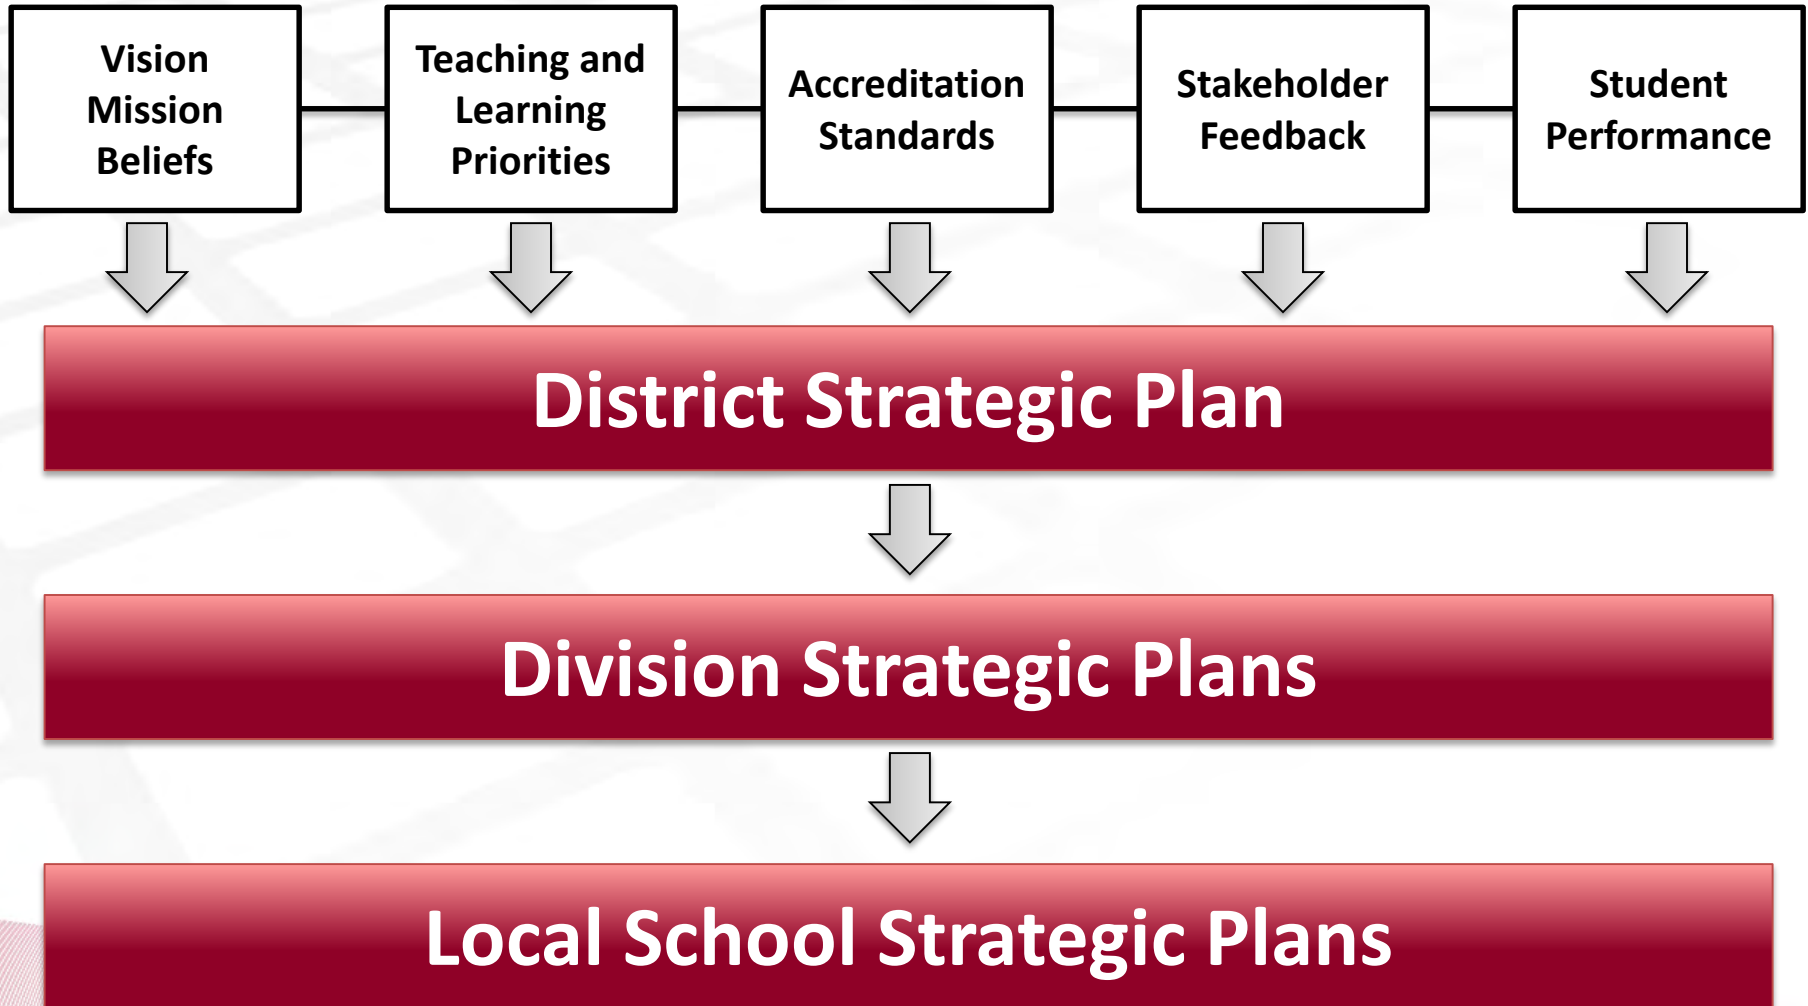 Vision
Mission
Beliefs
Teaching and
Learning
Priorities
Accreditation
Standards
Stakeholder
Feedback
Student
Performance
District Strategic Plan
Division Strategic Plans
Local School Strategic Plans